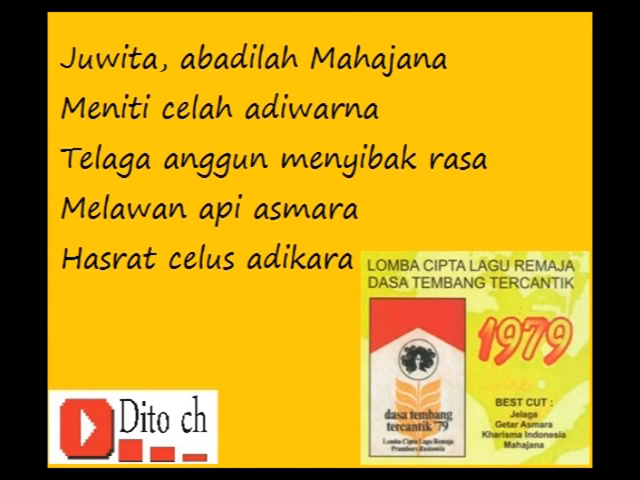 Juwita, abadilah Mahajana
Meniti celah adiwarna
Telaga anggun menyibak rasa
Melawan api asmara
Hasrat celus adikara
LOMBA CIPTA LAGU REMAJA
DASA TEMBANG TERCANTIK
1979
dasa tembang
tercantik '79
Lomba Cipta Lagu Remaja
Prambors Rasisonia
BEST CUT :
Jelaga
Getar Asmara
Kharisma Indonesia
Mahajana
Dito ch